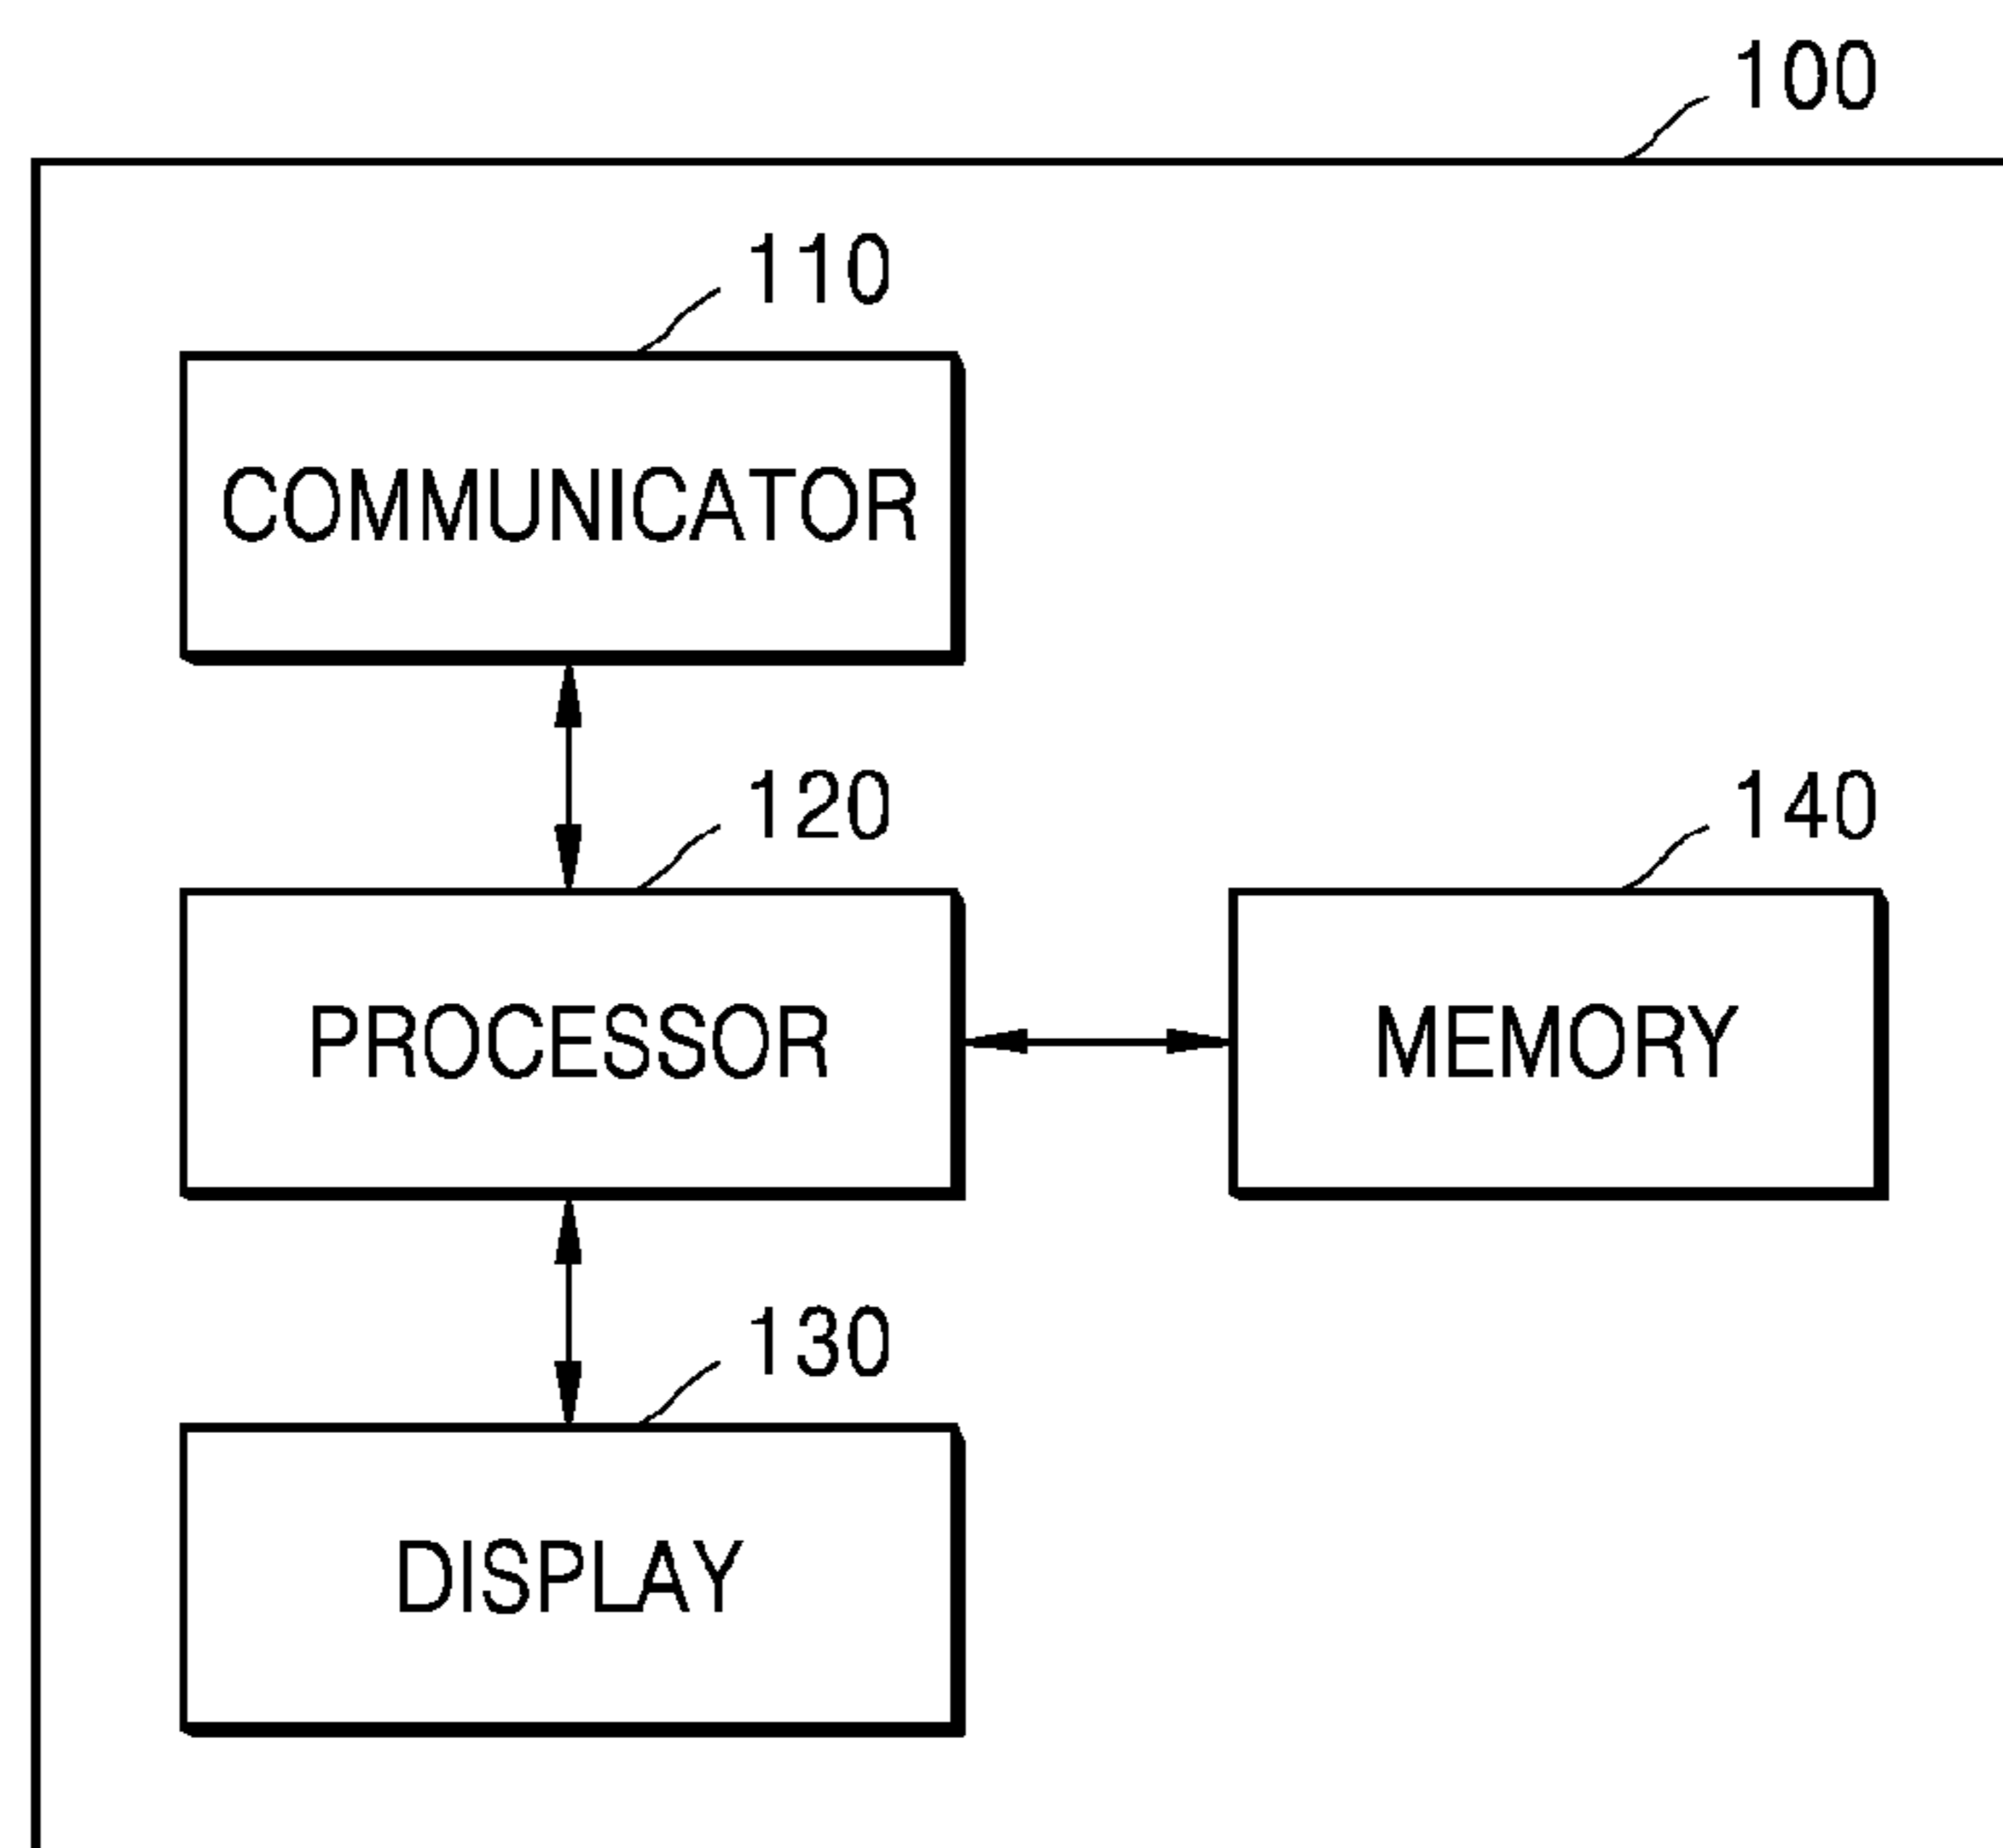 100
110
COMMUNICATOR
120
140
PROCESSOR
MEMORY
130
DISPLAY